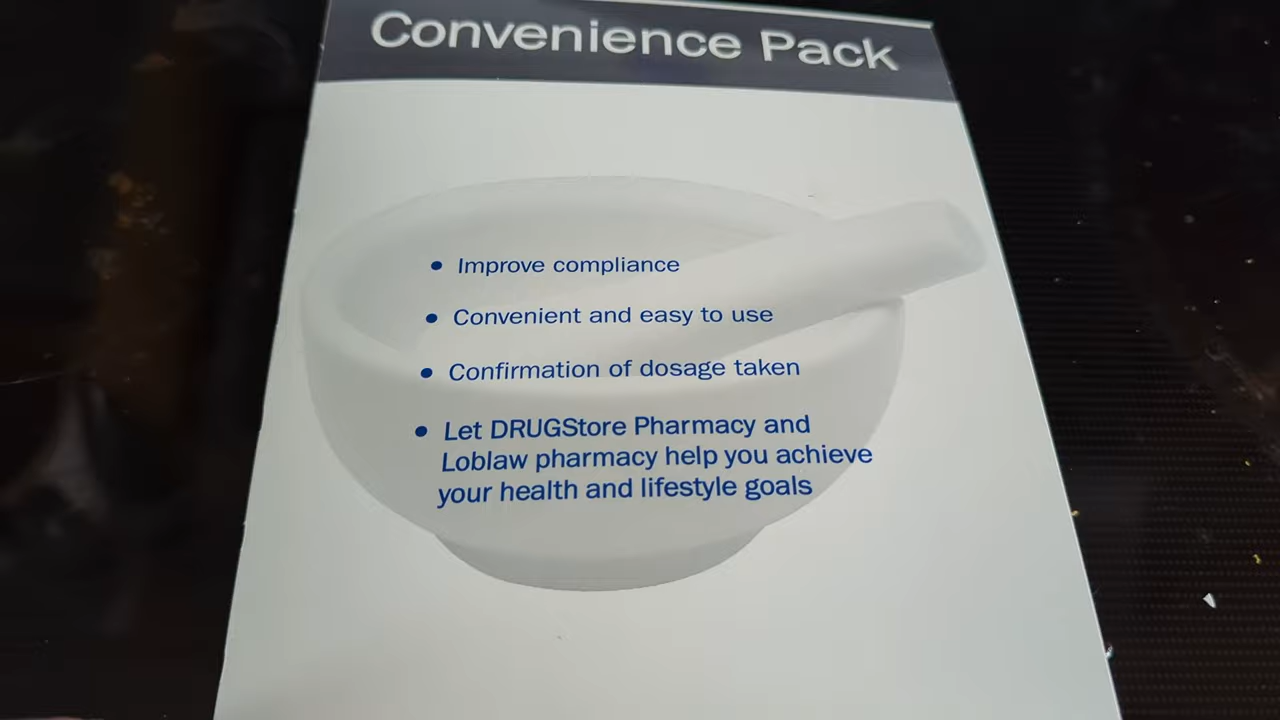 Convenience Pack
• Improve compliance
• Convenient and easy to use
• Confirmation of dosage taken
• Let DRUGStore Pharmacy and
Loblaw pharmacy help you achieve
your health and lifestyle goals